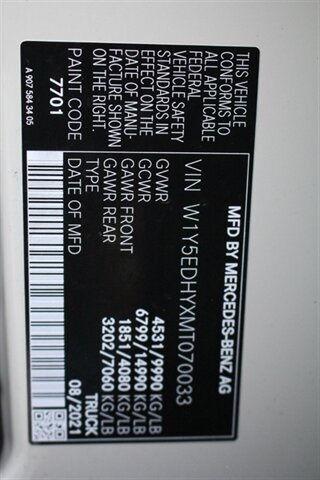 MFD BY MERCEDES-BENZ AG
THIS VEHICLE
CONFORMS TO
ALL APPLICABLE
FEDERAL
VEHICLE SAFETY
STANDARDS IN
EFFECT ON THE
DATE OF MANU-
FACTURE SHOWN
ON THE RIGHT.
VIN W1Y5EDHYXMT070033
GVWR 4531/9990 KG/LB
GCWR 6799/14990 KG/LB
GAWR FRONT 1851/4080 KG/LB
GAWR REAR 3202/7060 KG/LB
TYPE TRUCK
DATE OF MFD 08/2021
PAINT CODE
7701
A 907 584 34 05